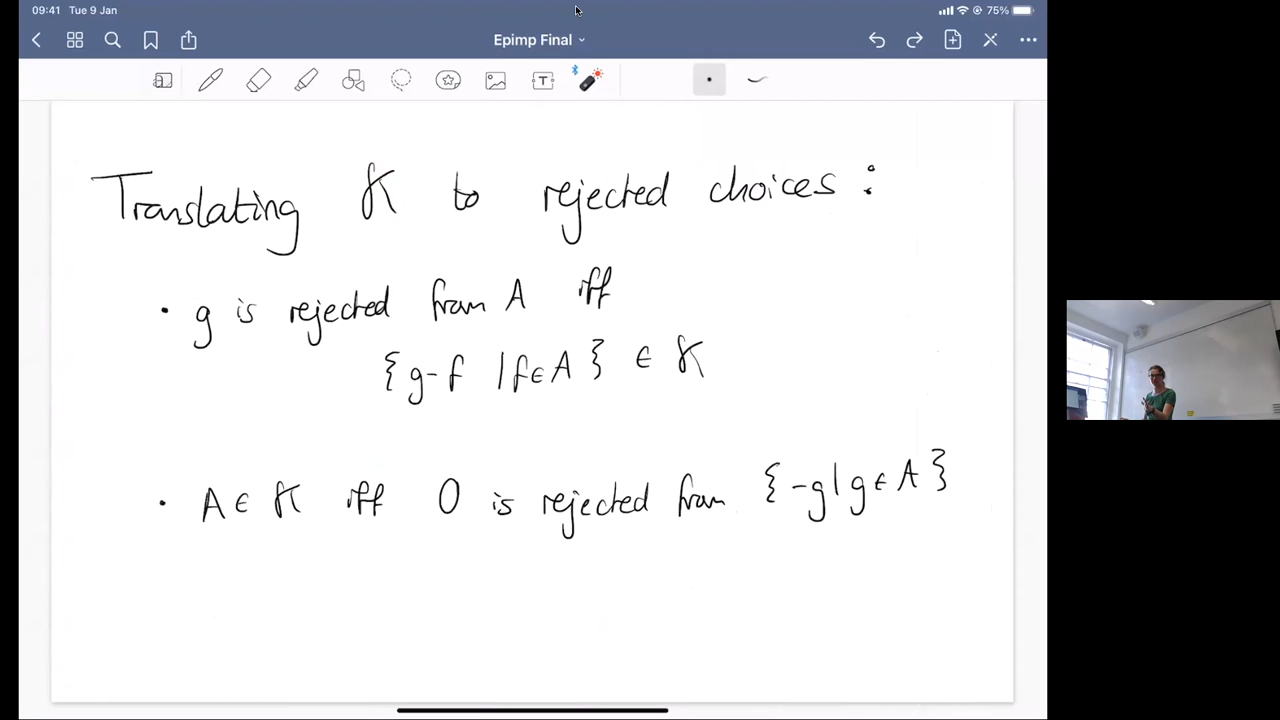 09:41 Tue 9 Jan
75%
Epimp Final
T
Translating K to rejected choices:
• g is rejected from A iff
{g-f | f∈A} ∈ K
• A ∈ K iff 0 is rejected from {-g | g∈A}